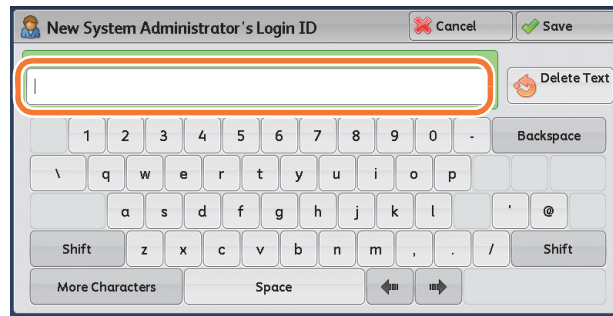 New System Administrator's Login ID Cancel Save
Delete Text
1 2 3 4 5 6 7 8 9 0 - Backspace
\ q w e r t y u i o p
a s d f g h j k l ' @
Shift z x c v b n m , . / Shift
More Characters Space